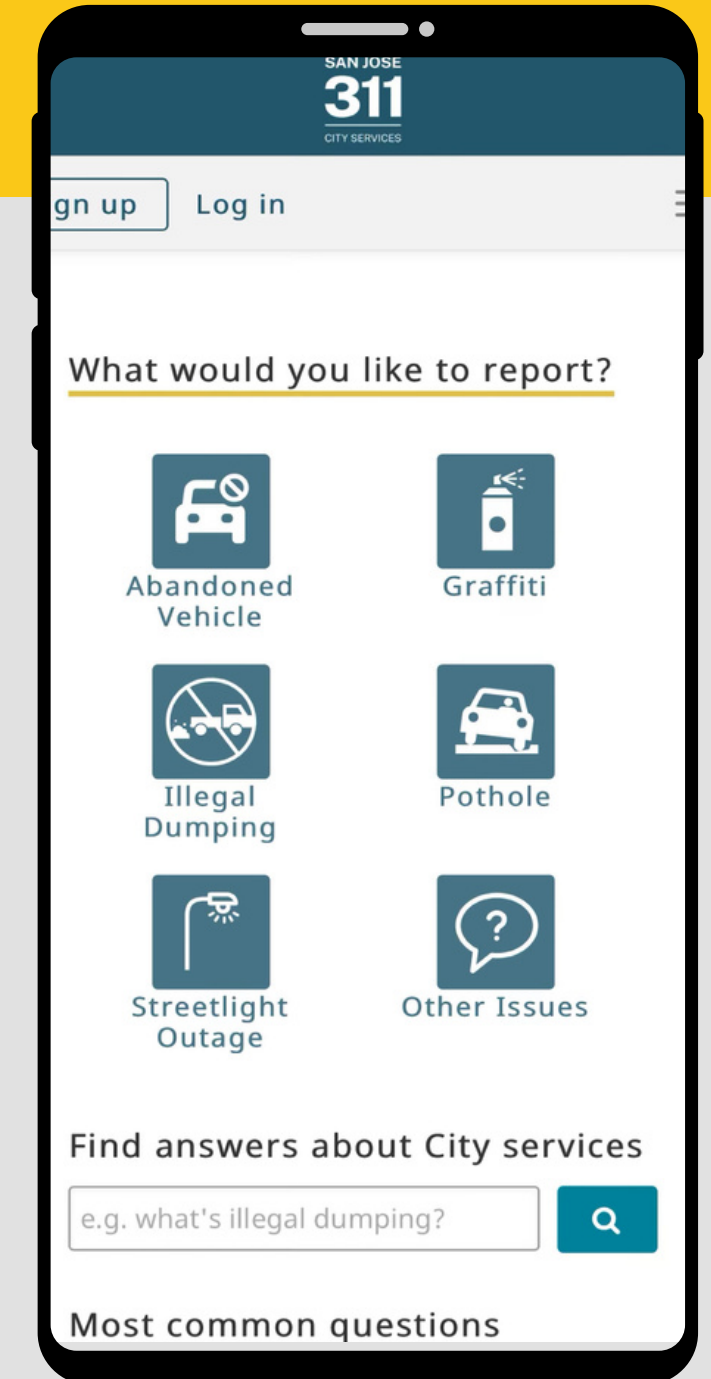 SAN JOSE
311
CITY SERVICES
gn up
Log in
What would you like to report?
Abandoned
Vehicle
Graffiti
Illegal
Dumping
Pothole
?
Streetlight
Outage
Other Issues
Find answers about City services
e.g. what's illegal dumping?
Most common questions